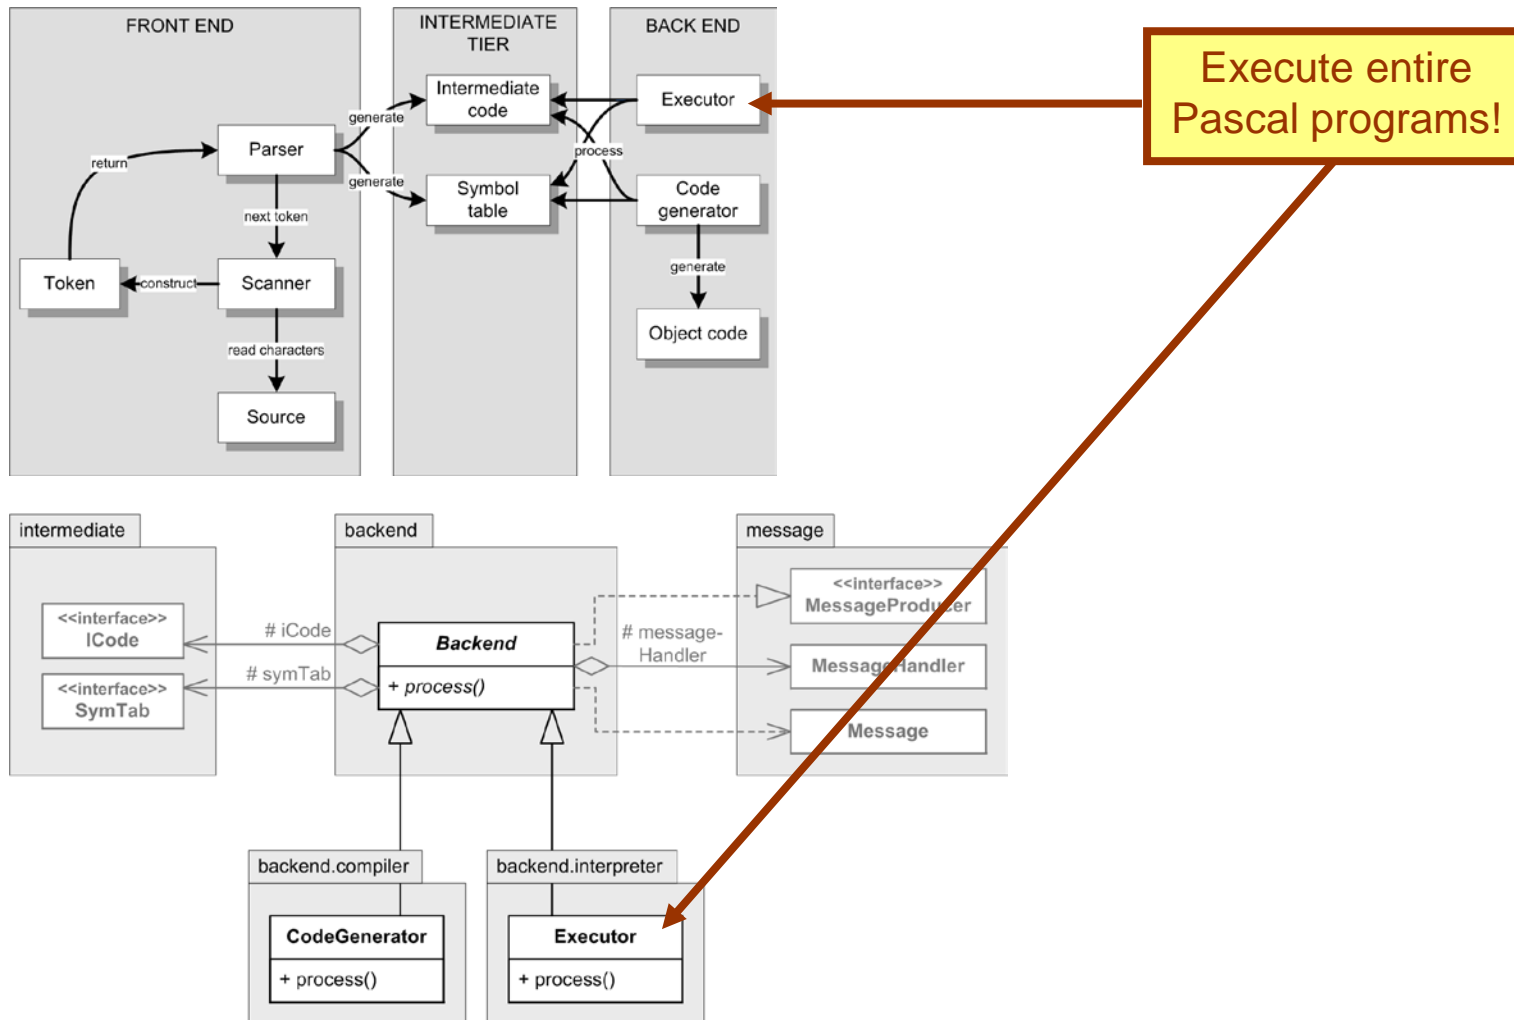 FRONT END
INTERMEDIATE
TIER
BACK END
Execute entire
Pascal programs!
Intermediate
code
Executor
generate
Parser
process
return
generate
Symbol
table
Code
generator
next token
generate
Token
construct
Scanner
Object code
read characters
Source
intermediate
backend
message
<<interface>>
MessageProducer
<<interface>>
ICode
# iCode
Backend
# message-
Handler
MessageHandler
# symTab
+ process()
<<interface>>
SymTab
Message
backend.compiler
backend.interpreter
CodeGenerator
+ process()
Executor
+ process()